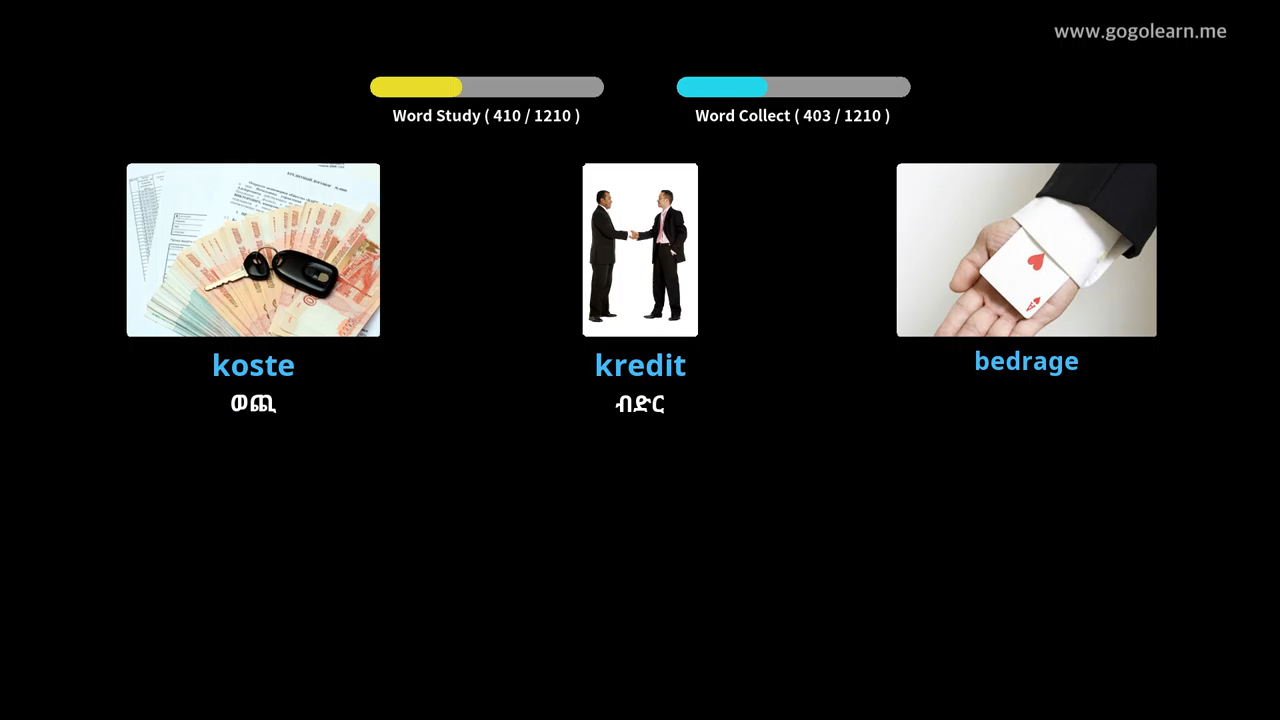 www.gogolearn.me
Word Study ( 410 / 1210 )
Word Collect ( 403 / 1210 )
koste
ወጪ
kredit
ብድር
bedrage